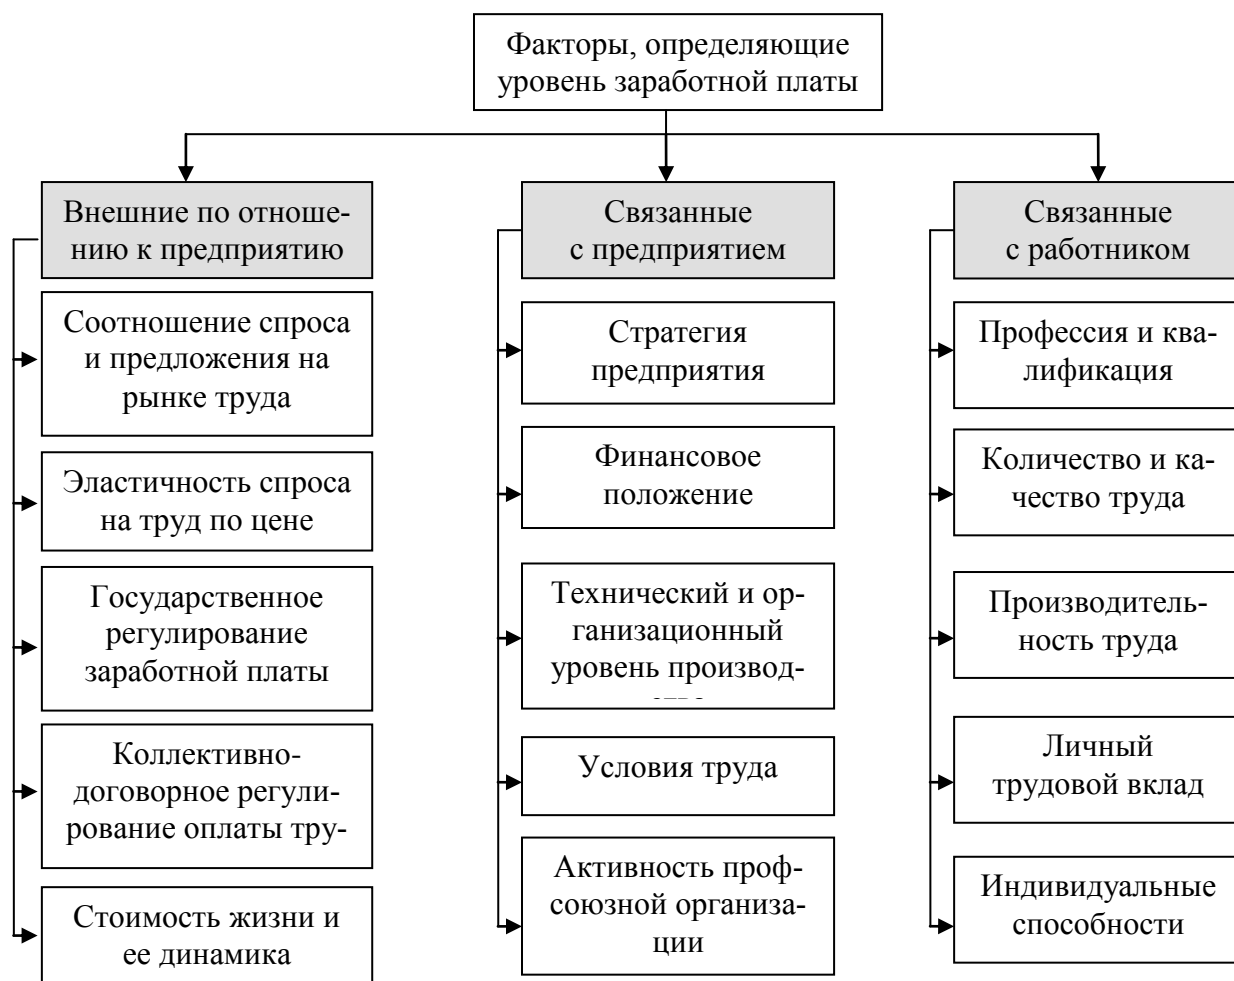 Факторы, определяющие
уровень заработной платы
Внешние по отноше-
нию к предприятию
Соотношение спроса
и предложения на
рынке труда
Эластичность спроса
на труд по цене
Государственное
регулирование
заработной платы
Коллективно-
договорное регули-
рование оплаты тру-
Стоимость жизни и
ее динамика
Связанные
с предприятием
Стратегия
предприятия
Финансовое
положение
Технический и ор-
ганизационный
уровень производ-
Условия труда
Активность проф-
союзной организа-
ции
Связанные
с работником
Профессия и ква-
лификация
Количество и ка-
чество труда
Производитель-
ность труда
Личный
трудовой вклад
Индивидуальные
способности